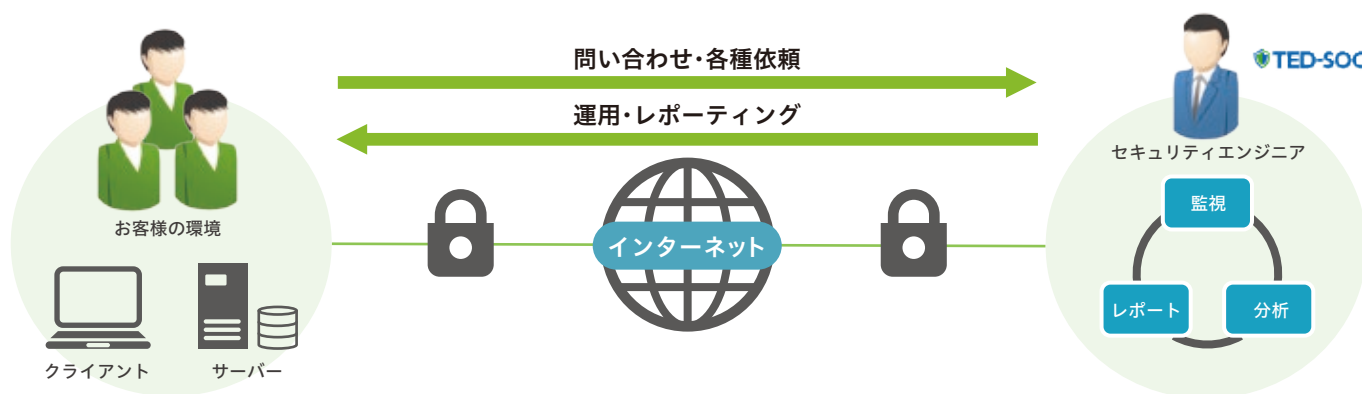 問い合わせ・各種依頼
TED-SOC
運用・レポーティング
セキュリティエンジニア
監視
お客様の環境
インターネット
レポート
分析
クライアント
サーバー